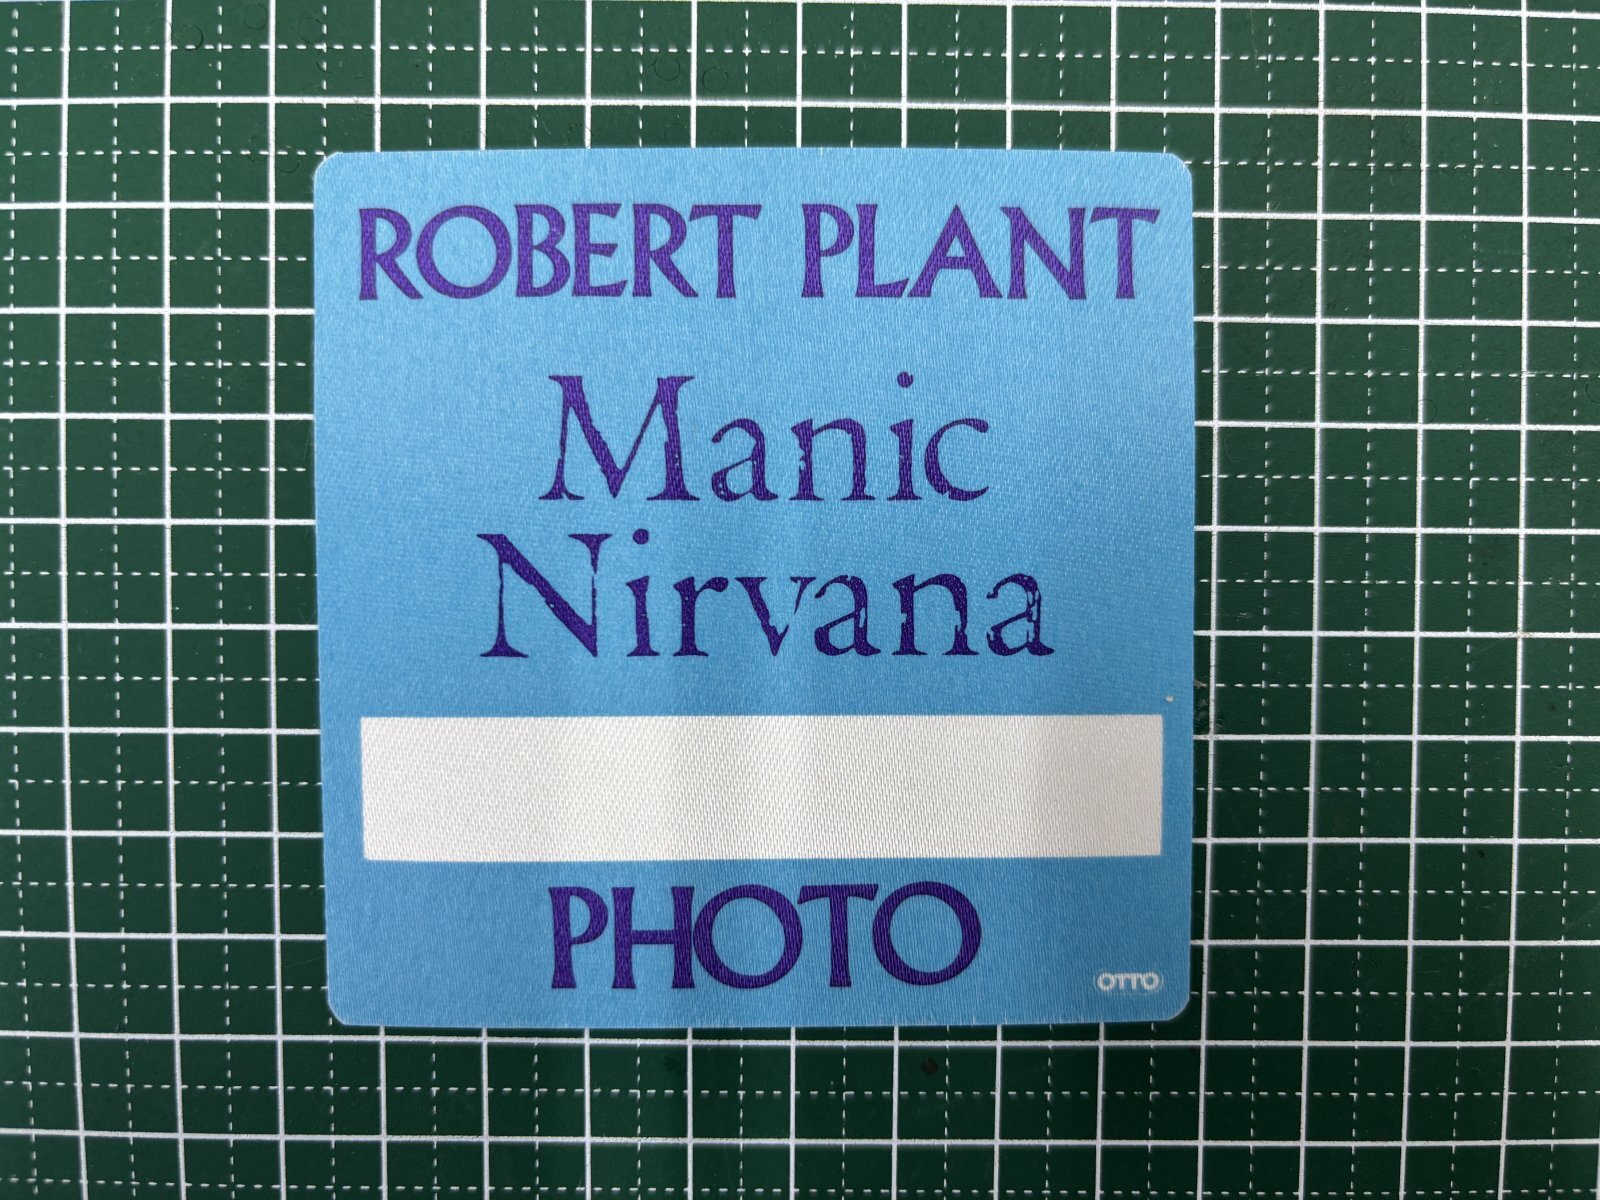 ROBERT PLANT
Manic
Nirvana
PHOTO
OTTO